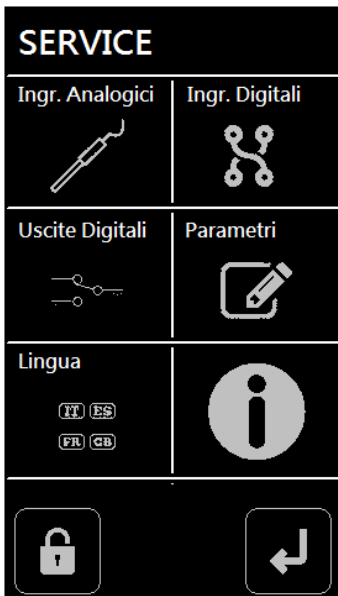 SERVICE
Ingr. Analogici
Ingr. Digitali
Uscite Digitali
Parametri
Lingua
IT ES
FR GB